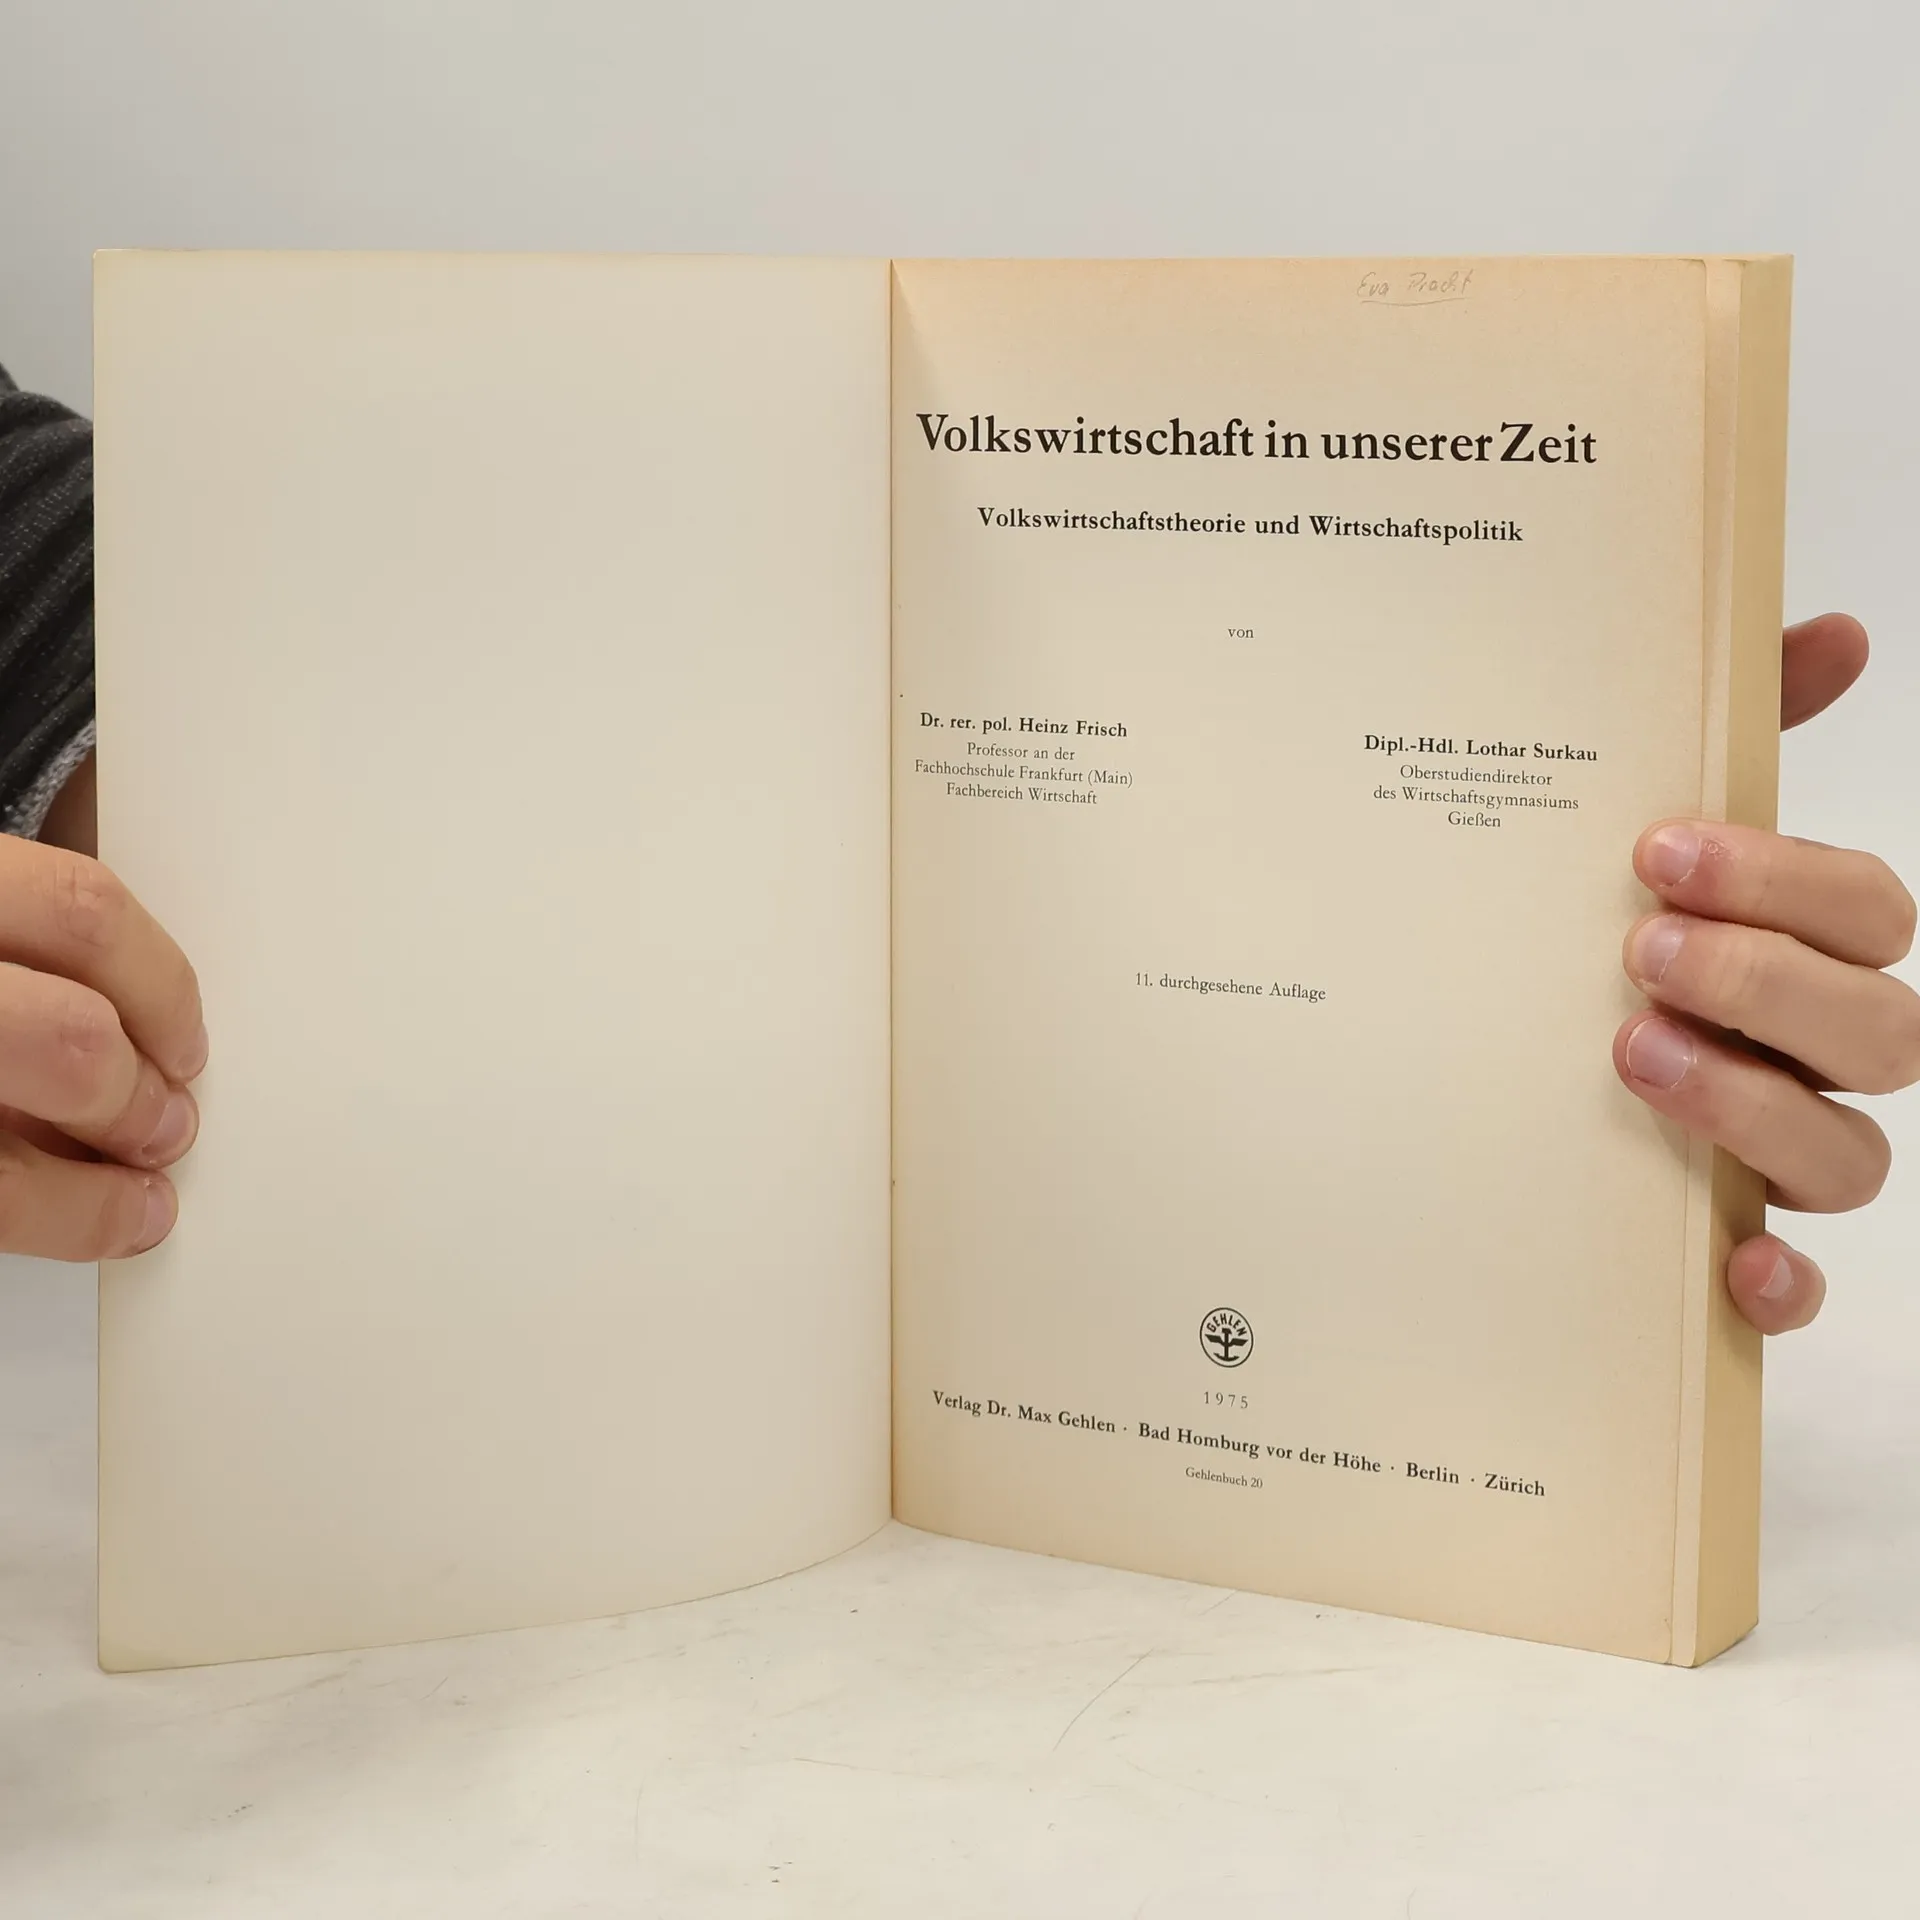 Eva Pracht
Volkswirtschaft in unserer Zeit
Volkswirtschaftstheorie und Wirtschaftspolitik
von
Dr. rer. pol. Heinz Frisch
Professor an der
Fachhochschule Frankfurt (Main)
Fachbereich Wirtschaft
Dipl.-Hdl. Lothar Surkau
Oberstudiendirektor
des Wirtschaftsgymnasiums
Gießen
11. durchgesehene Auflage
GEHLEN
1975
Verlag Dr. Max Gehlen · Bad Homburg vor der Höhe · Berlin · Zürich
Gehlenbuch 20